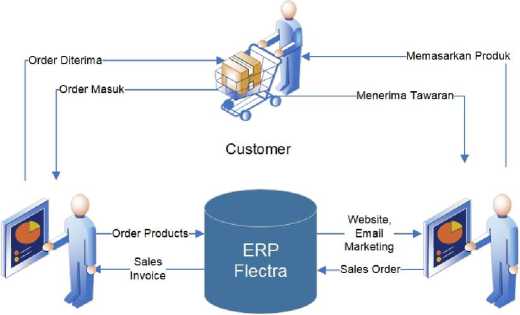 Order Diterima
Memasarkan Produk
Order Masuk
Menerima Tawaran
Customer
Order Products
ERP
Flectra
Website,
Email
Marketing
Sales
Invoice
Sales Order